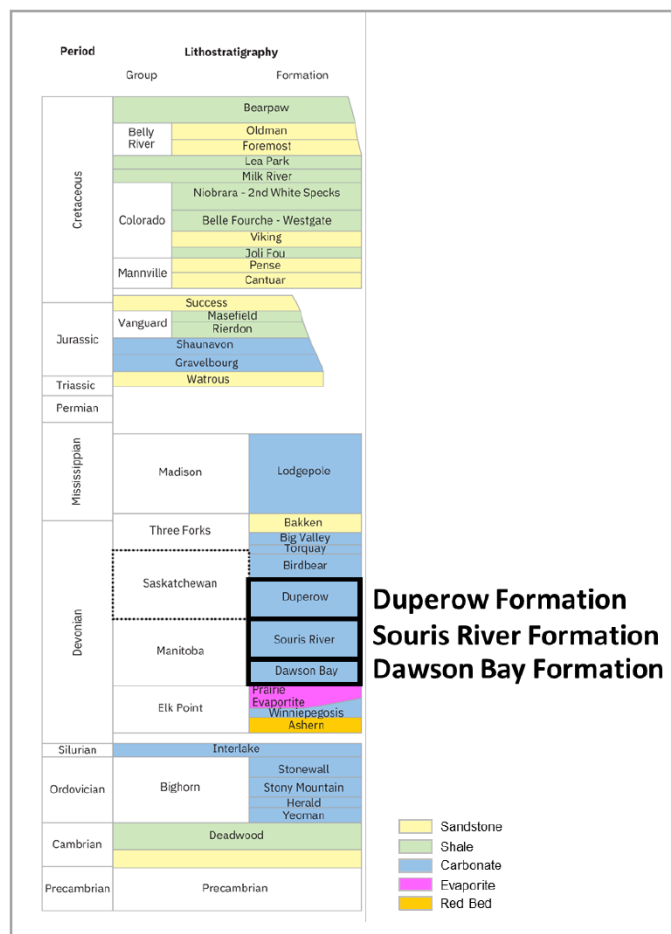 Period
Lithostratigraphy
Group
Formation
Cretaceous
Bearpaw
Belly
River
Oldman
Foremost
Lea Park
Milk River
Colorado
Niobrara - 2nd White Specks
Belle Fourche - Westgate
Viking
Joli Fou
Mannville
Pense
Cantuar
Jurassic
Success
Vanguard
Masefield
Rierdon
Shaunavon
Gravelbourg
Triassic
Watrous
Permian
Mississippian
Madison
Lodgepole
Devonian
Three Forks
Bakken
Big Valley
Torquay
Saskatchewan
Birdbear
Duperow
Duperow Formation
Manitoba
Souris River
Souris River Formation
Dawson Bay
Dawson Bay Formation
Elk Point
Prairie
Evaportite
Winniepegosis
Ashern
Silurian
Interlake
Ordovician
Bighorn
Stonewall
Stony Mountain
Herald
Yeoman
Cambrian
Deadwood
Precambrian
Precambrian
Sandstone
Shale
Carbonate
Evaporite
Red Bed